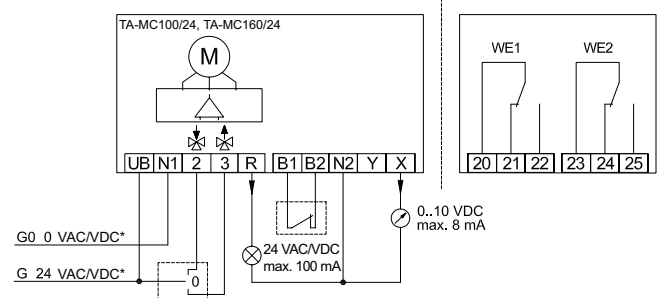 TA-MC100/24, TA-MC160/24
M
WE1 WE2
UB N1 2 3 R B1 B2 N2 Y X
20 21 22 23 24 25
0..10 VDC
max. 8 mA
G0 0 VAC/VDC*
24 VAC/VDC
max. 100 mA
G 24 VAC/VDC*
0